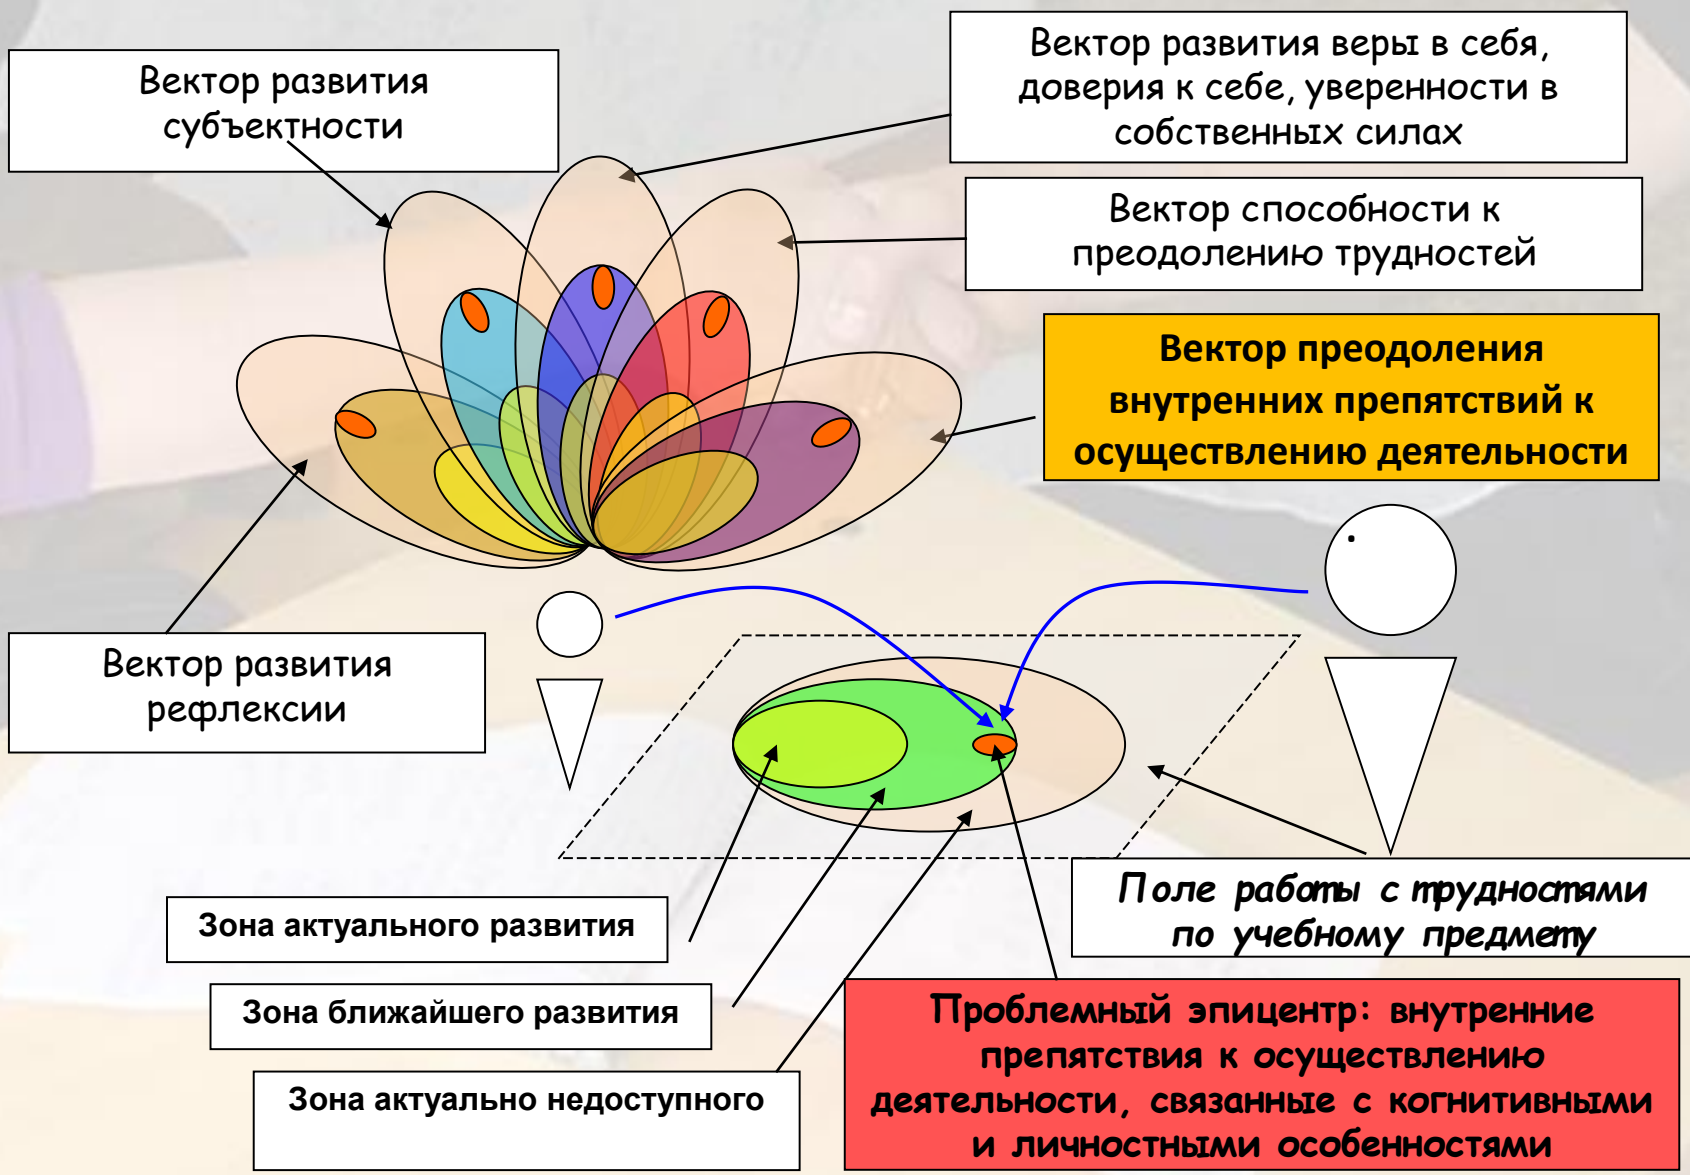 Вектор развития
субъектности
Вектор развития веры в себя,
доверия к себе, уверенности в
собственных силах
Вектор способности к
преодолению трудностей
Вектор преодоления
внутренних препятствий к
осуществлению деятельности
Вектор развития
рефлексии
Поле работы с трудностями
по учебному предмету
Зона актуального развития
Зона ближайшего развития
Зона актуально недоступного
Проблемный эпицентр: внутренние
препятствия к осуществлению
деятельности, связанные с когнитивными
и личностными особенностями